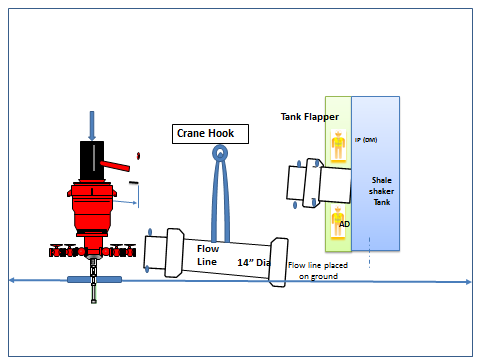 Tank Flapper
Crane Hook
IP (DM)
Shale
shaker
Tank
AD
Flow
Line
14” Dia
Flow line placed
on ground